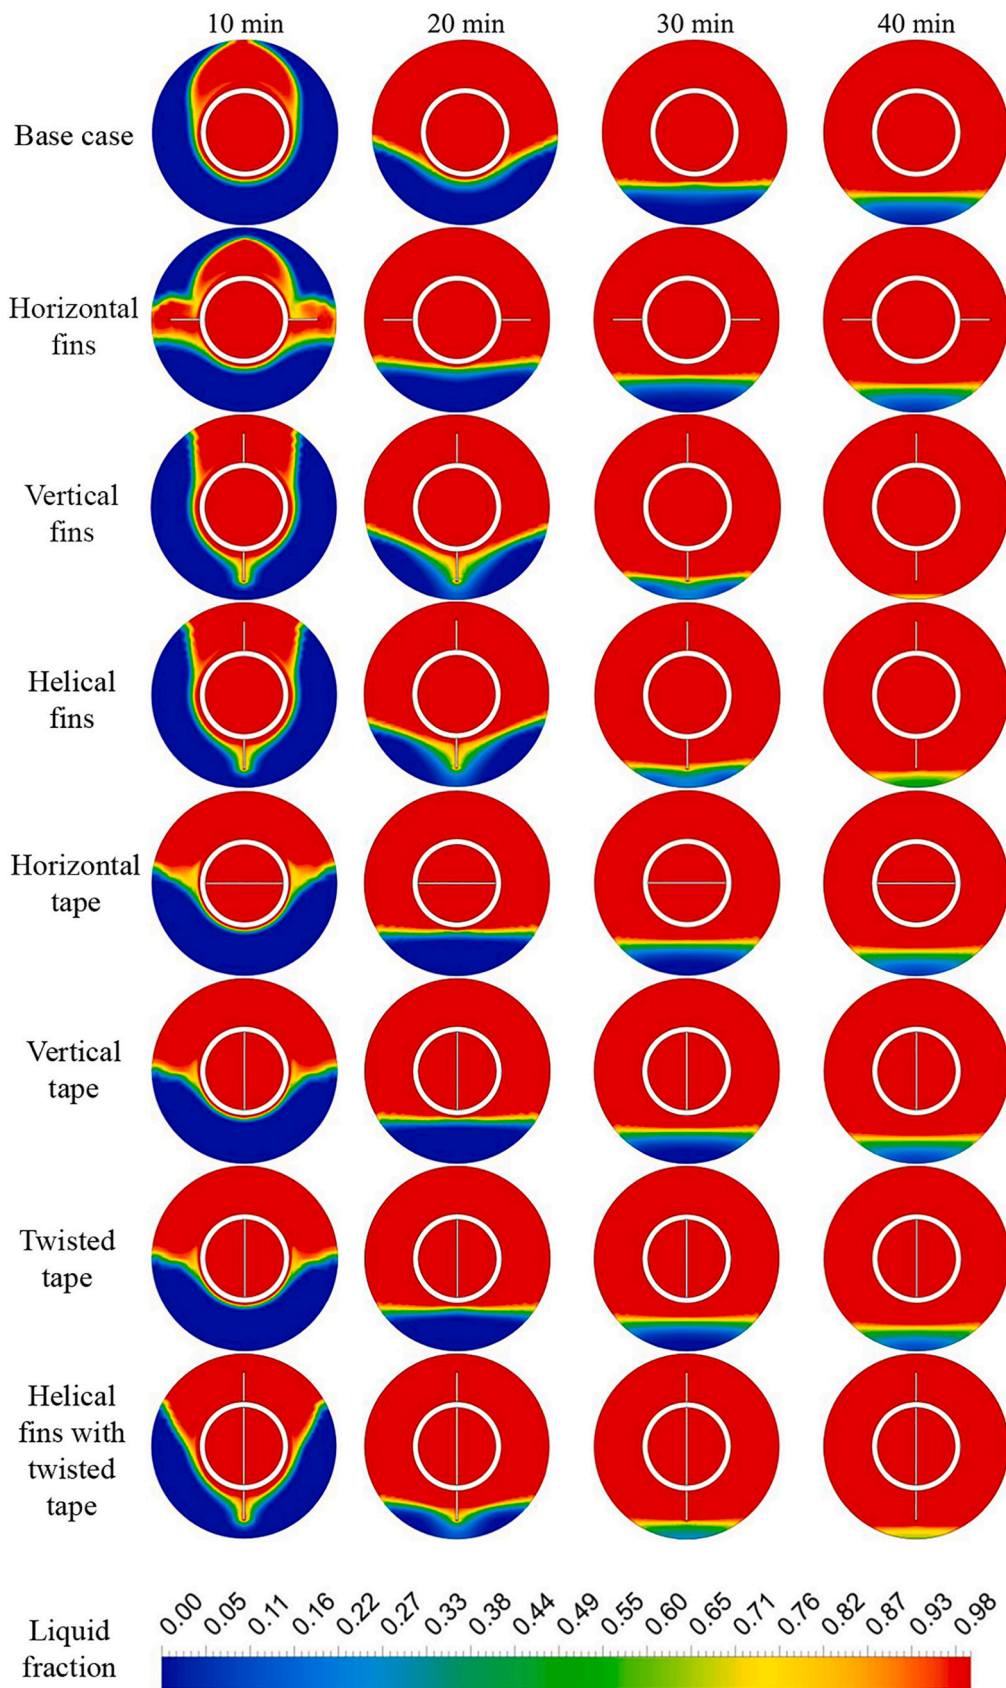 10 min 20 min 30 min 40 min
Base case
Horizontal
fins
Vertical
fins
Helical
fins
Horizontal
tape
Vertical
tape
Twisted
tape
Helical
fins with
twisted
tape
0.00 0.05 0.11 0.16 0.22 0.27 0.33 0.38 0.44 0.49 0.55 0.60 0.65 0.71 0.76 0.82 0.87 0.93 0.98
Liquid
fraction